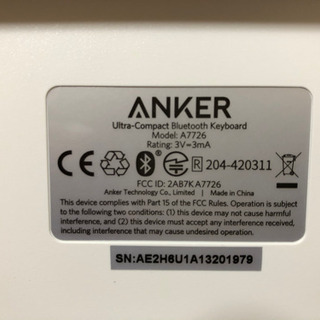 ANKER
Ultra-Compact Bluetooth Keyboard
Model: A7726
Rating: 3V⎓3mA
CE R 204-420311
FCC ID: 2AB7K A7726
Anker Technology Co., Limited | Made in China
This device complies with Part 15 of the FCC Rules. Operation is subject to
the following two conditions: (1) This device may not cause harmful
interference, and (2) this device must accept any interference received,
including interference that may cause undesired operation.
SN:AE2H6U1A13201979